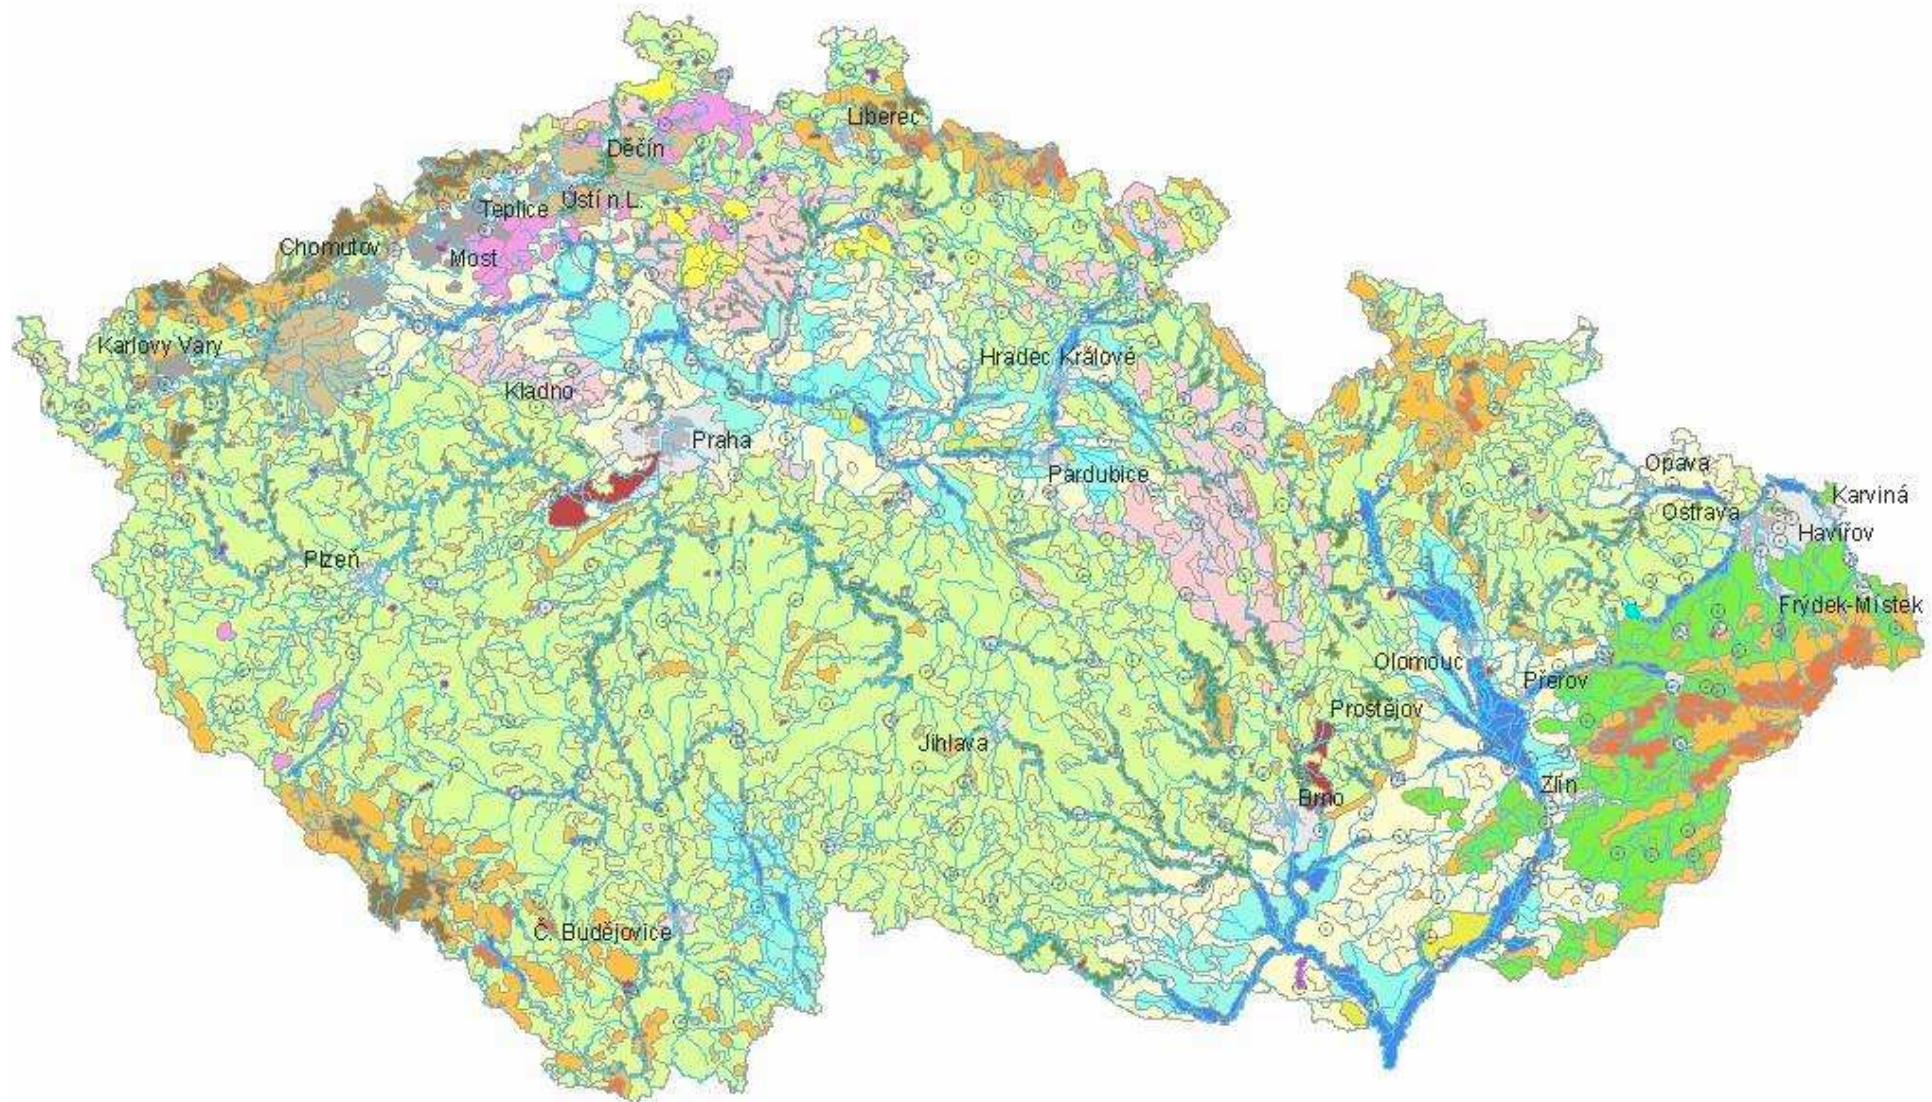 Liberec
Děčín
Teplice
Ústí n.L.
Chomutov
Most
Karlovy Vary
Hradec Králové
Kladno
Praha
Pardubice
Opava
Karviná
Ostrava
Havířov
Plzeň
Frýdek-Místek
Olomouc
Přerov
Prostějov
Jihlava
Zlín
Brno
Č. Budějovice